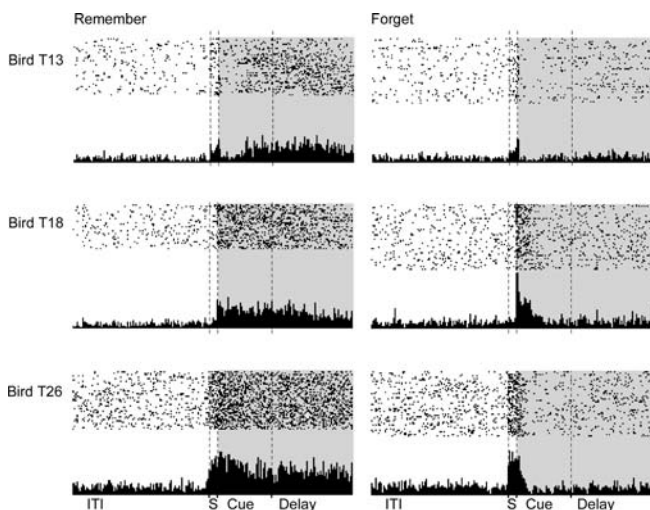 Remember Forget
Bird T13
Bird T18
Bird T26
ITI S Cue Delay ITI S Cue Delay